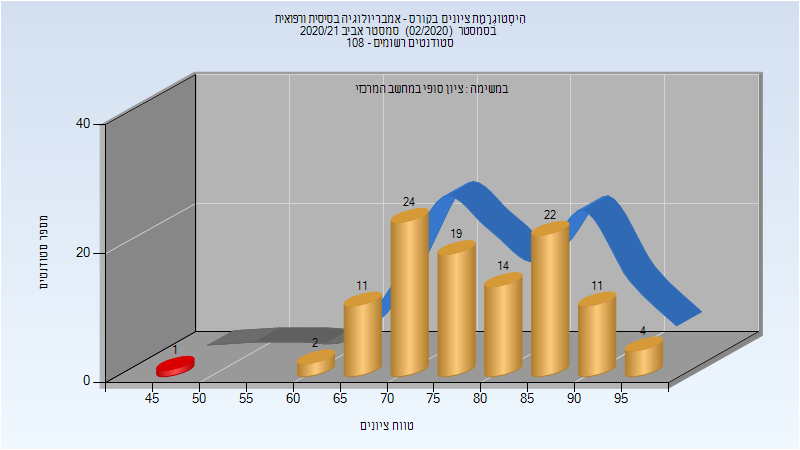 היסטוגרמת ציונים בקורס - אמבריולוגיה בסיסית ורפואית
בסמסטר (02/2020) סמסטר אביב 2020/21
סטודנטים רשומים - 108
במשימה : ציון סופי במחשב המרכזי
מספר סטודנטים
40
20
0
1
2
11
24
19
14
22
11
4
45 50 55 60 65 70 75 80 85 90 95
טווח ציונים